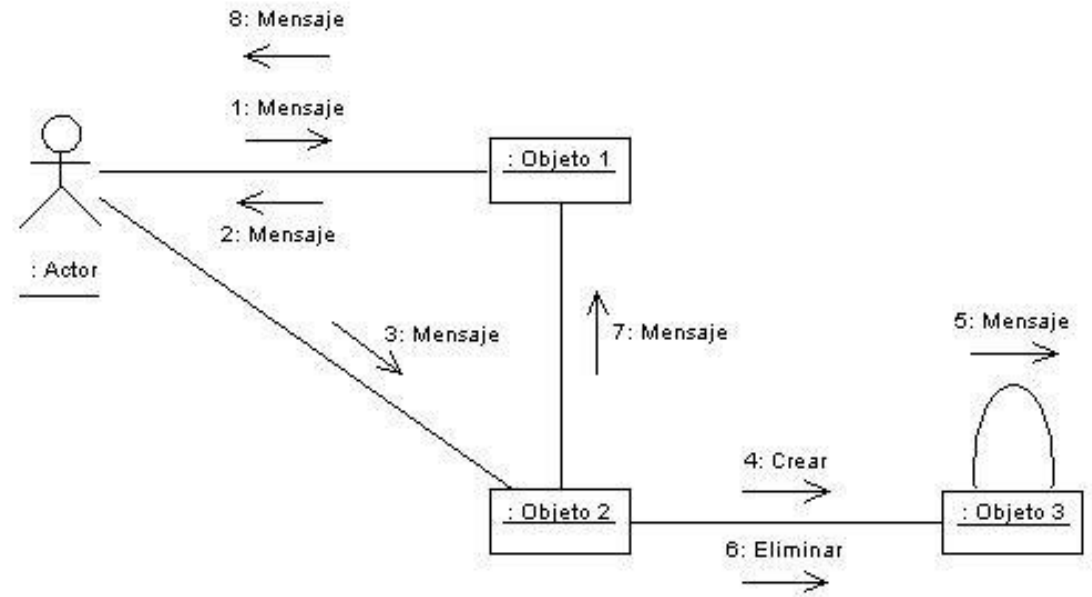 8: Mensaje
1: Mensaje
: Objeto 1
2: Mensaje
: Actor
3: Mensaje
7: Mensaje
5: Mensaje
4: Crear
: Objeto 2
: Objeto 3
6: Eliminar